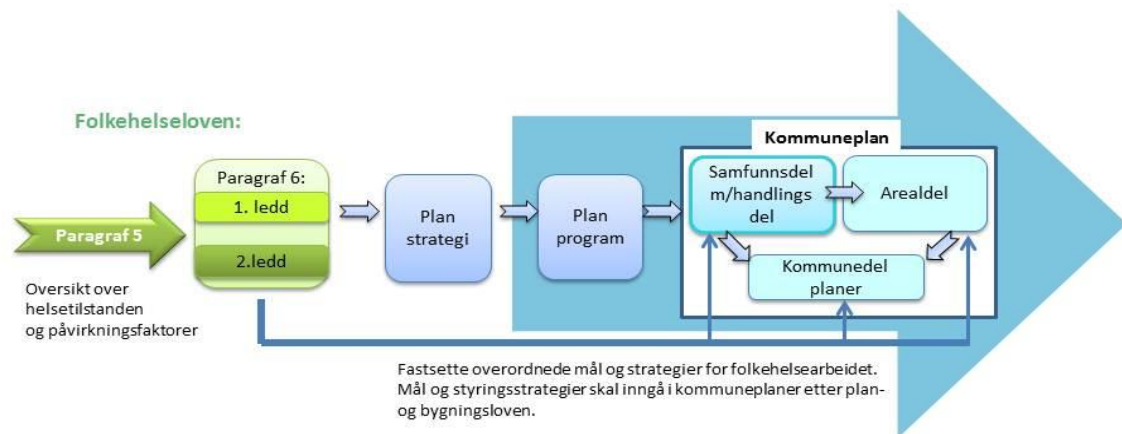 Folkehelseloven:
Paragraf 5
Oversikt over
helsetilstanden
og påvirkningsfaktorer
Paragraf 6:
1. ledd
2.ledd
Plan
strategi
Plan
program
Kommuneplan
Samfunnsdel
m/handlings
del
Arealdel
Kommunedel
planer
Fastsette overordnede mål og strategier for folkehelsearbeidet.
Mål og styringsstrategier skal inngå i kommuneplaner etter plan-
og bygningsloven.